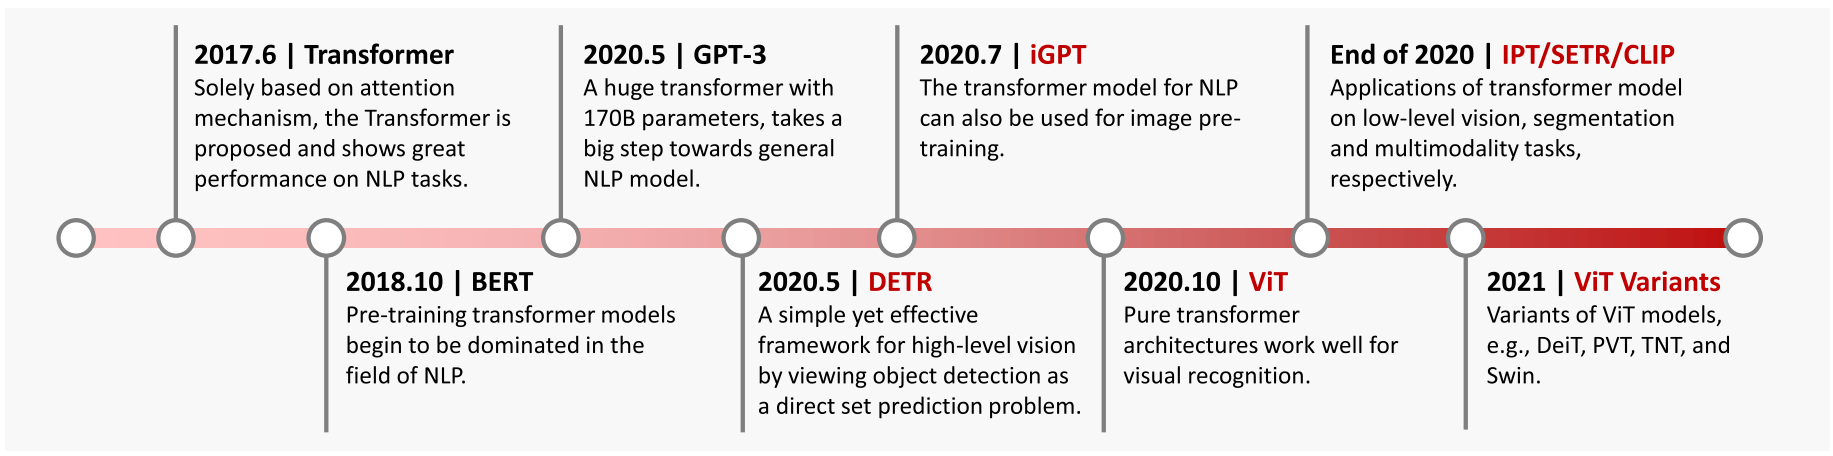 2017.6 | Transformer
Solely based on attention
mechanism, the Transformer is
proposed and shows great
performance on NLP tasks.
2018.10 | BERT
Pre-training transformer models
begin to be dominated in the
field of NLP.
2020.5 | GPT-3
A huge transformer with
170B parameters, takes a
big step towards general
NLP model.
2020.5 | DETR
A simple yet effective
framework for high-level vision
by viewing object detection as
a direct set prediction problem.
2020.7 | iGPT
The transformer model for NLP
can also be used for image pre-
training.
2020.10 | ViT
Pure transformer
architectures work well for
visual recognition.
End of 2020 | IPT/SETR/CLIP
Applications of transformer model
on low-level vision, segmentation
and multimodality tasks,
respectively.
2021 | ViT Variants
Variants of ViT models,
e.g., DeiT, PVT, TNT, and
Swin.